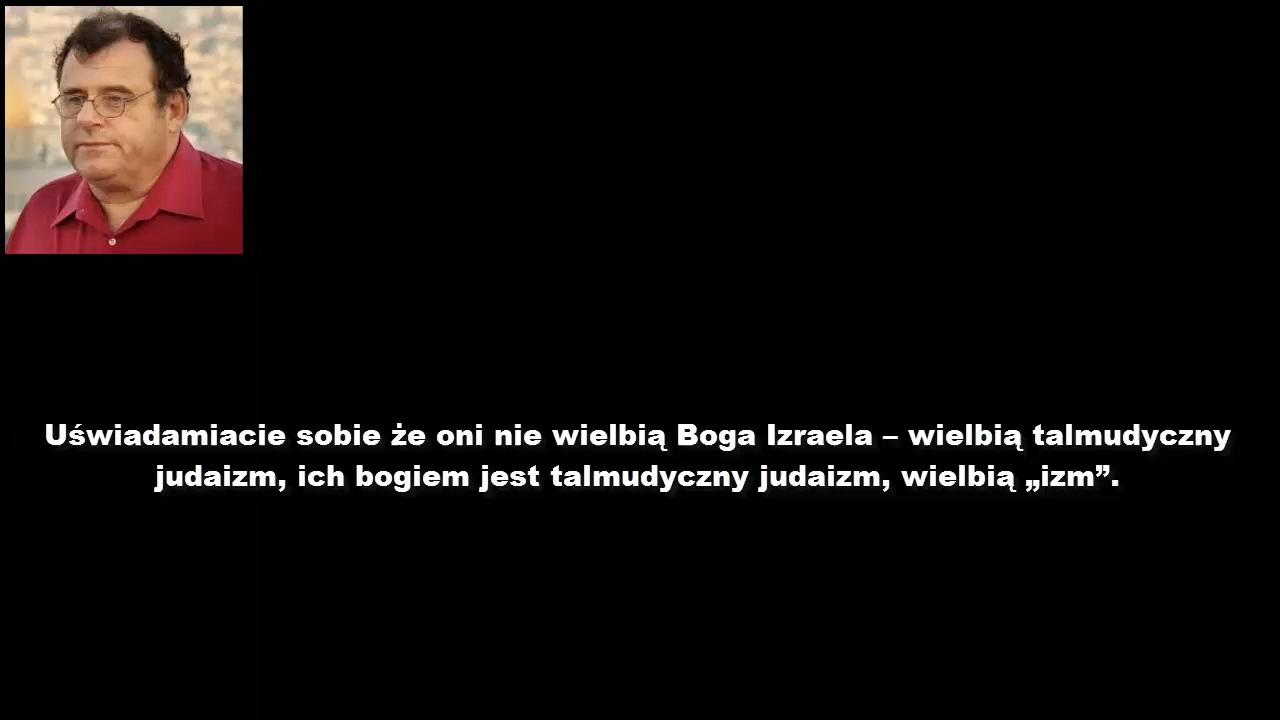 Uświadamiacie sobie że oni nie wielbią Boga Izraela – wielbią talmudyczny
judaizm, ich bogiem jest talmudyczny judaizm, wielbią „izm”.